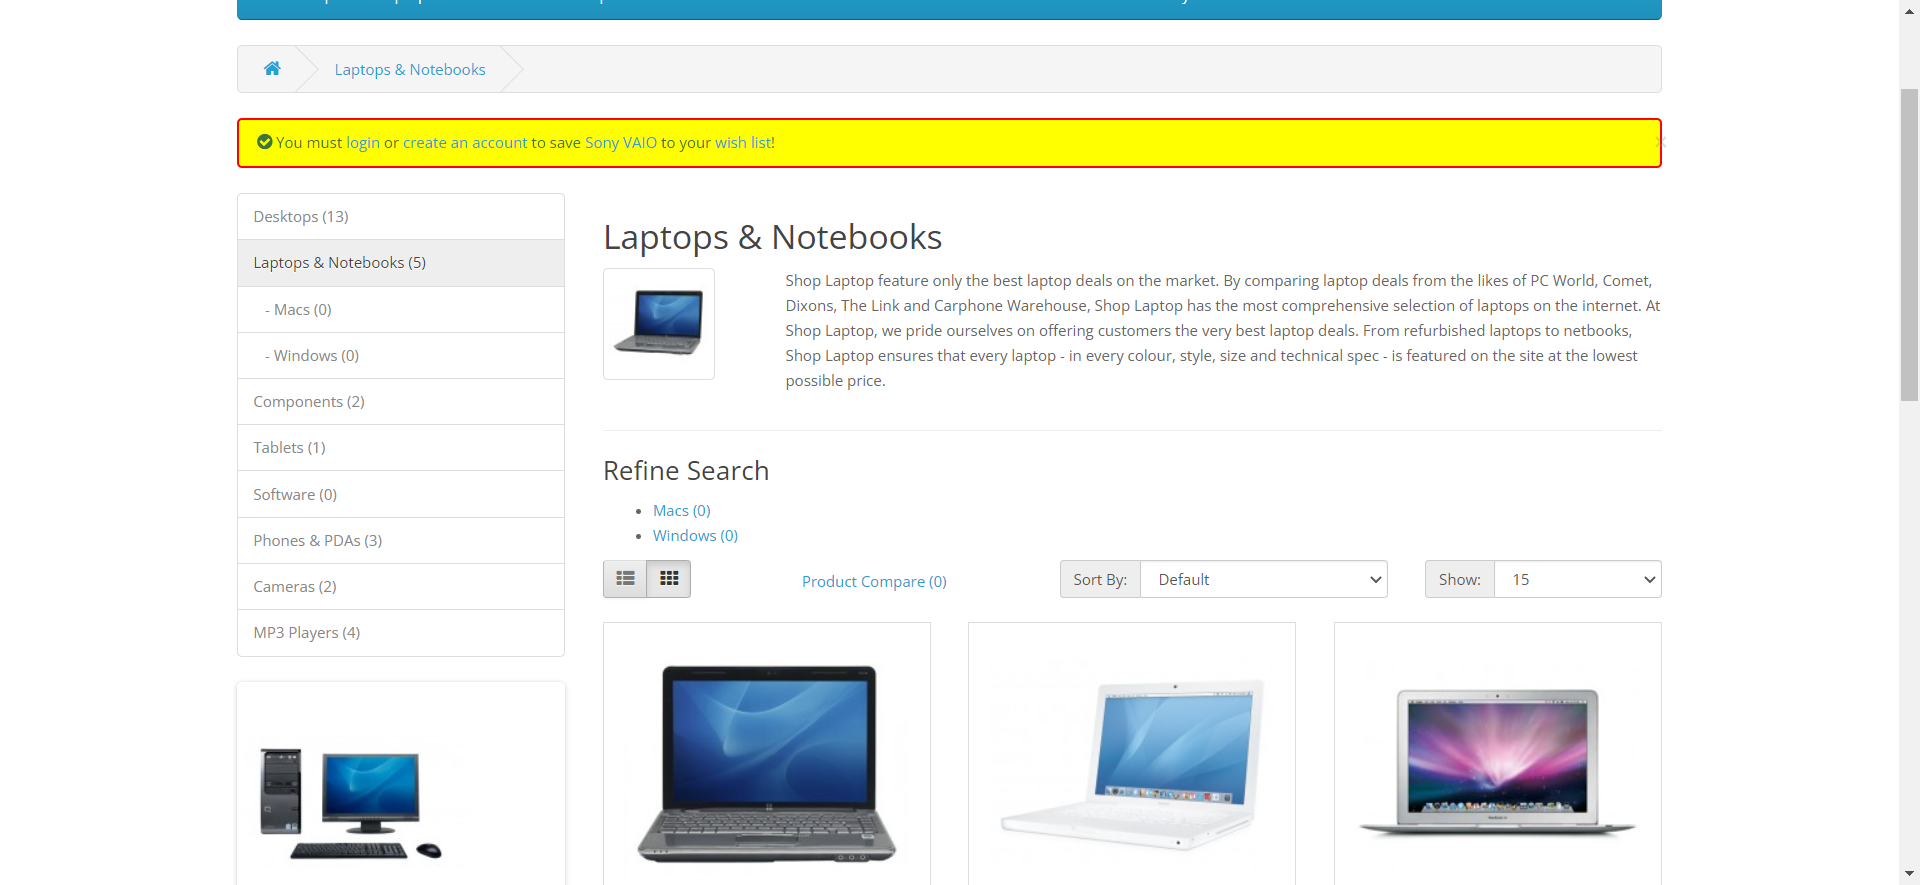 Laptops & Notebooks
You must login or create an account to save Sony VAIO to your wish list!
×
Desktops (13)
Laptops & Notebooks (5)
- Macs (0)
- Windows (0)
Components (2)
Tablets (1)
Software (0)
Phones & PDAs (3)
Cameras (2)
MP3 Players (4)
Laptops & Notebooks
Shop Laptop feature only the best laptop deals on the market. By comparing laptop deals from the likes of PC World, Comet,
Dixons, The Link and Carphone Warehouse, Shop Laptop has the most comprehensive selection of laptops on the internet. At
Shop Laptop, we pride ourselves on offering customers the very best laptop deals. From refurbished laptops to netbooks,
Shop Laptop ensures that every laptop - in every colour, style, size and technical spec - is featured on the site at the lowest
possible price.
Refine Search
Macs (0)
Windows (0)
Product Compare (0)
Sort By: Default
Show: 15